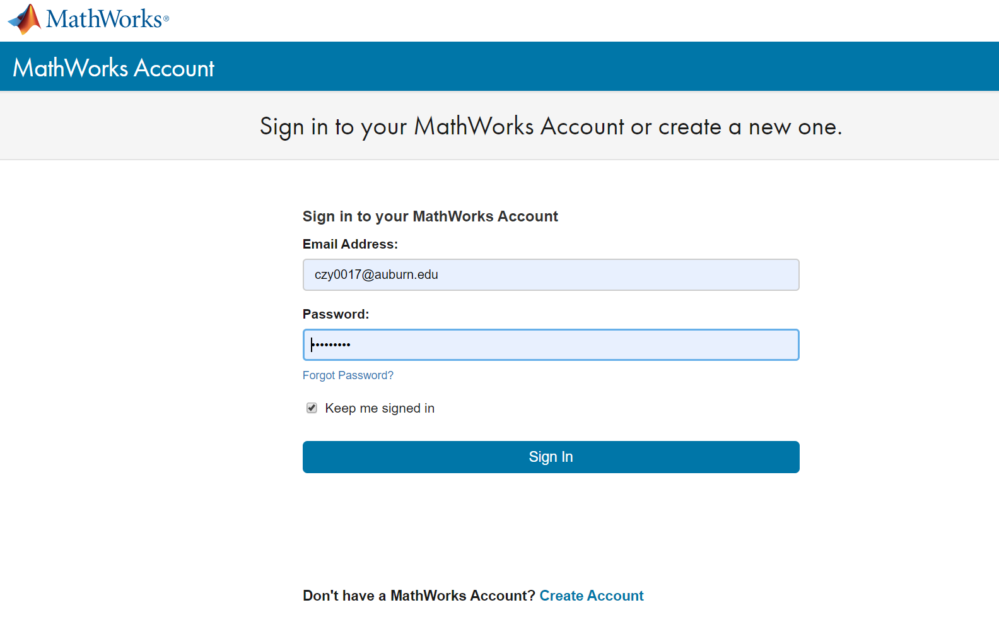 MathWorks®
MathWorks Account
Sign in to your MathWorks Account or create a new one.
Sign in to your MathWorks Account
Email Address:
czy0017@auburn.edu
Password:
•••••••••
Forgot Password?
Keep me signed in
Sign In
Don't have a MathWorks Account? Create Account